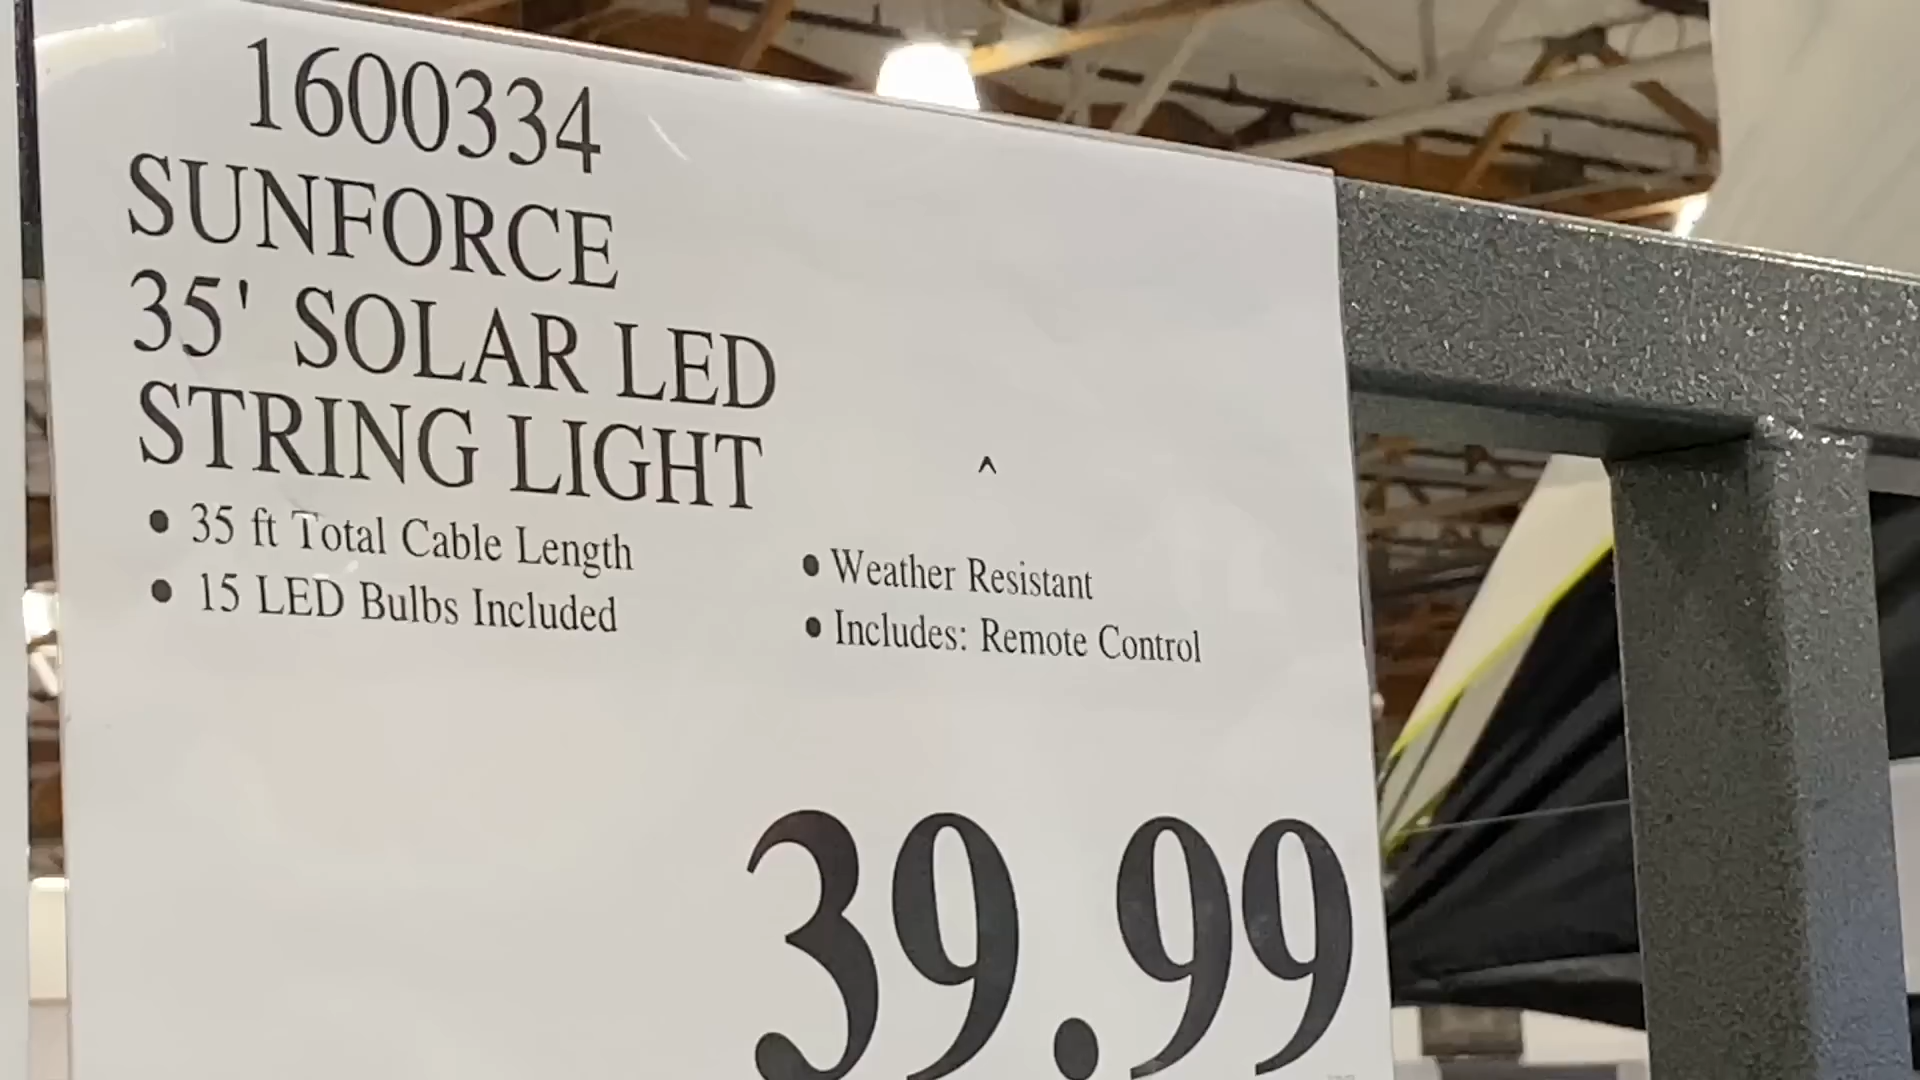 1600334
SUNFORCE
35' SOLAR LED
STRING LIGHT
^
• 35 ft Total Cable Length
• 15 LED Bulbs Included
• Weather Resistant
• Includes: Remote Control
39.99